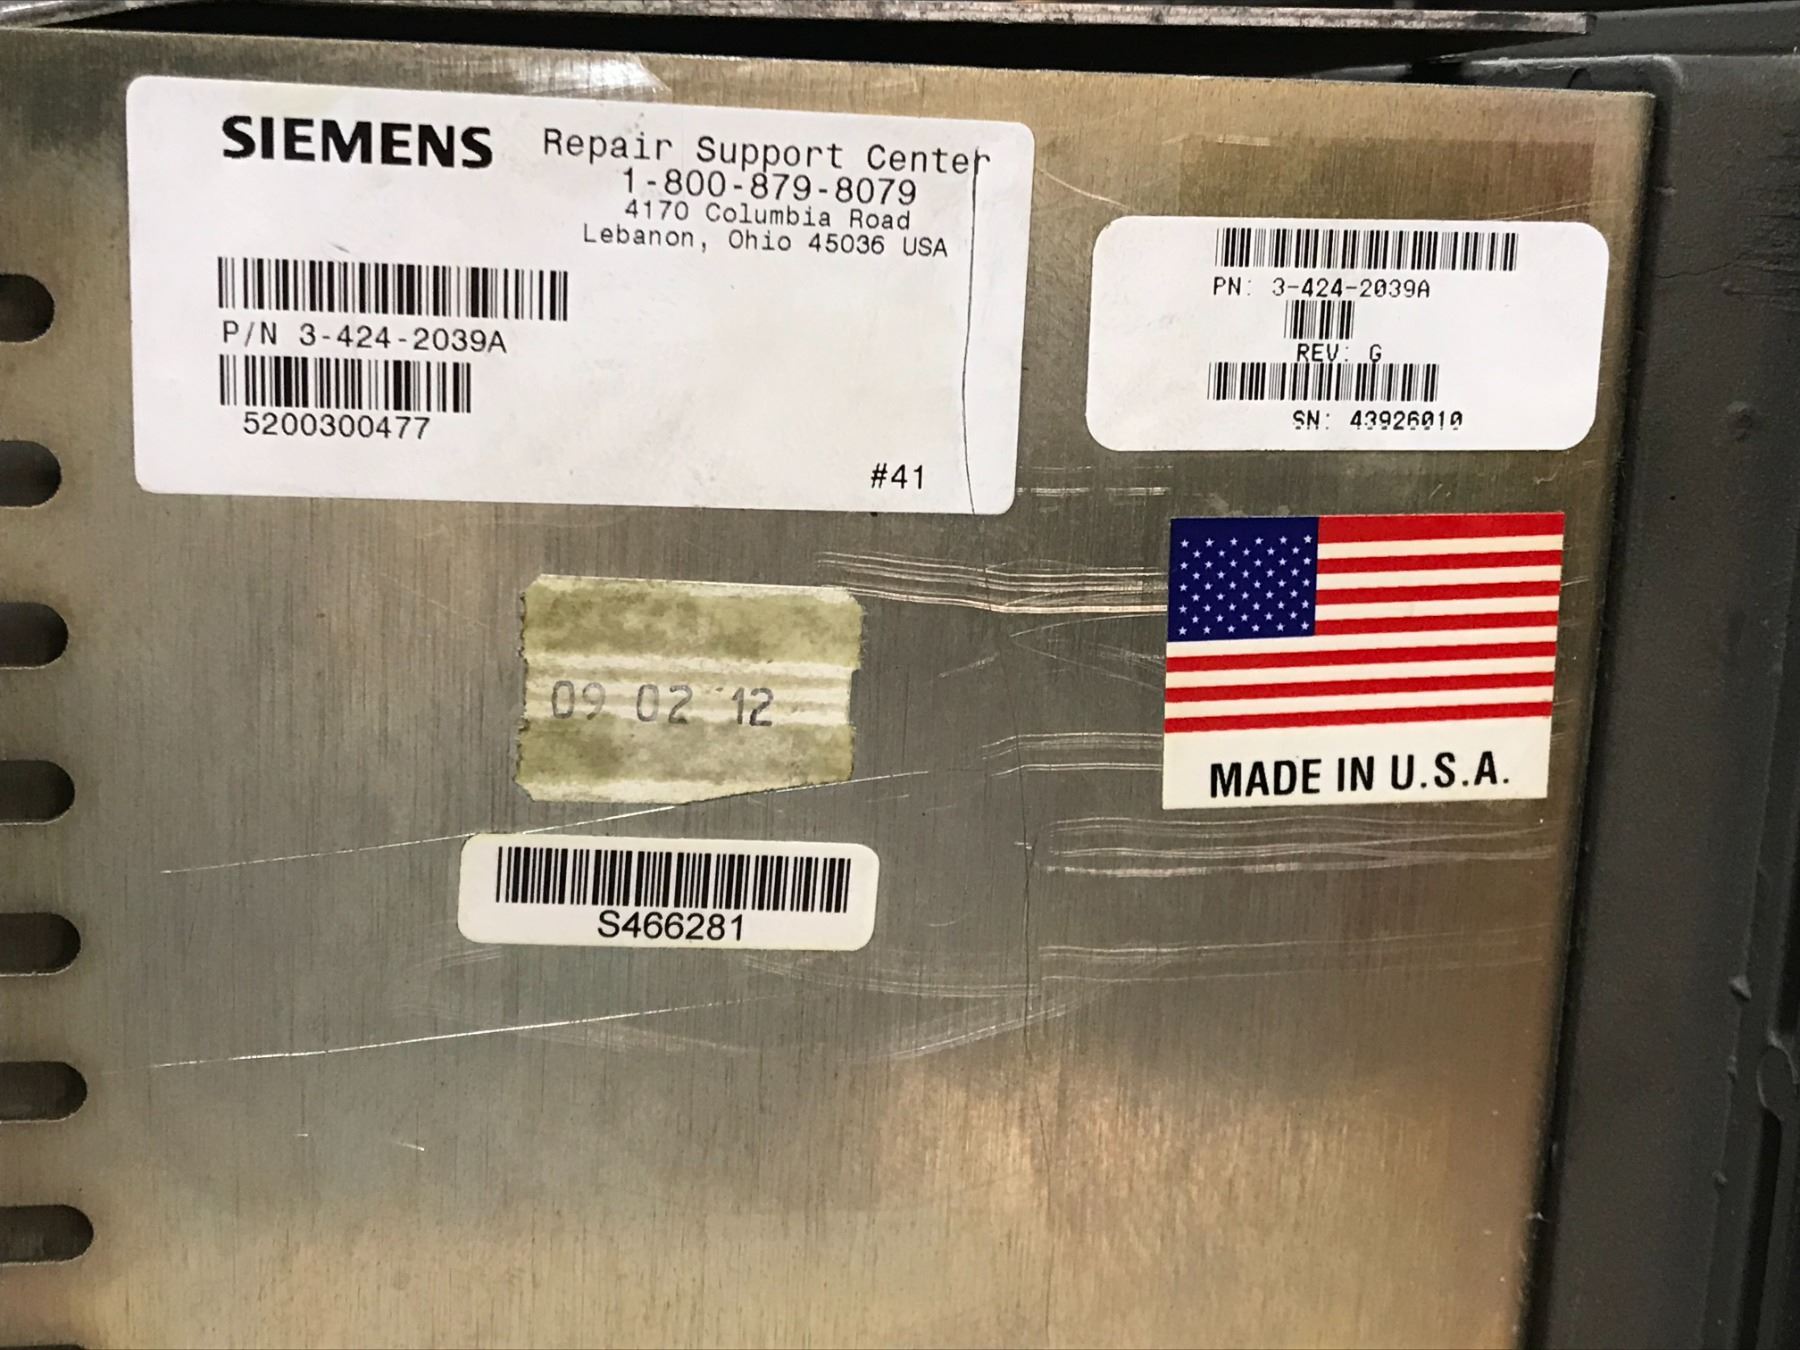 SIEMENS
Repair Support Center
1-800-879-8079
4170 Columbia Road
Lebanon, Ohio 45036 USA
P/N 3-424-2039A
5200300477
#41
PN: 3-424-2039A
REV: G
SN: 43926010
MADE IN U.S.A.
09 02 12
S466281